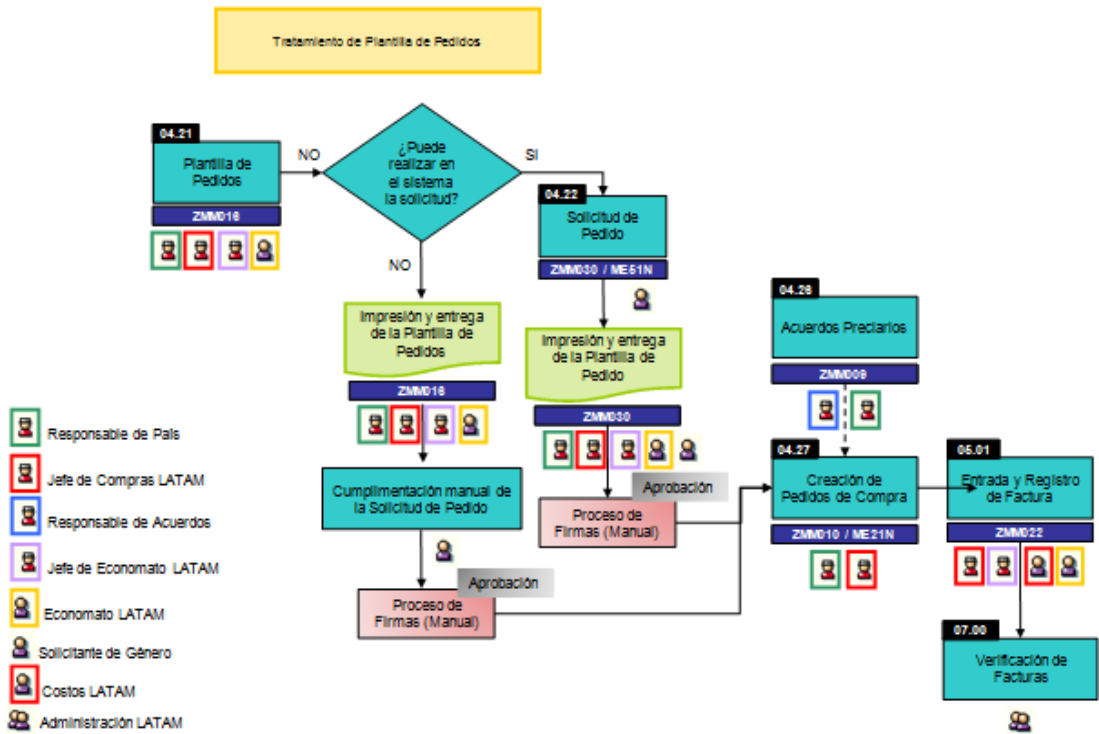 Tratamiento de Plantilla de Pedidos
04.21
Plantilla de
Pedidos
ZMM016
NO
¿Puede
realizar en
el sistema
la solicitud?
SI
NO
04.22
Solicitud de
Pedido
ZMM030 / ME51N
Impresión y entrega
de la Plantilla de
Pedidos
ZMM016
Impresión y entrega
de la Plantilla de
Pedido
ZMM030
04.26
Acuerdos Preciarios
ZMM009
Cumplimentación manual de
la Solicitud de Pedido
Aprobación
Proceso de
Firmas (Manual)
Aprobación
Proceso de
Firmas (Manual)
04.27
Creación de
Pedidos de Compra
ZMM010 / ME21N
05.01
Entrada y Registro
de Factura
ZMM022
07.00
Verificación de
Facturas
Responsable de País
Jefe de Compras LATAM
Responsable de Acuerdos
Jefe de Economato LATAM
Economato LATAM
Solicitante de Género
Costos LATAM
Administración LATAM